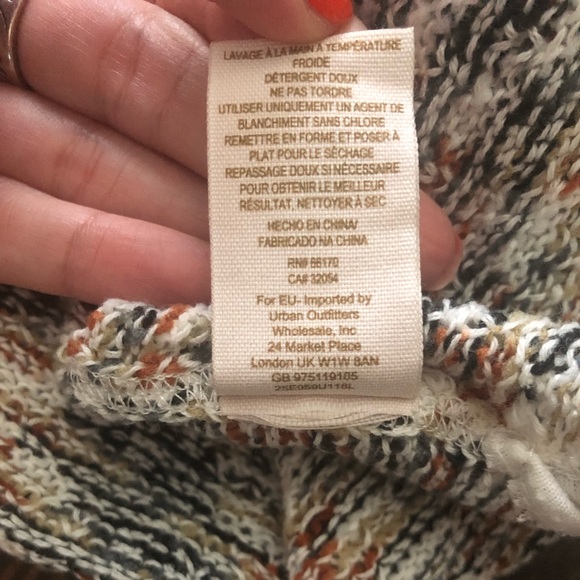 LAVAGE À LA MAIN À TEMPÉRATURE
FROIDE
DÉTERGENT DOUX
NE PAS TORDRE
UTILISER UNIQUEMENT UN AGENT DE
BLANCHIMENT SANS CHLORE
REMETTRE EN FORME ET POSER À
PLAT POUR LE SÉCHAGE
REPASSAGE DOUX SI NÉCESSAIRE
POUR OBTENIR LE MEILLEUR
RÉSULTAT, NETTOYER À SEC
HECHO EN CHINA/
FABRICADO NA CHINA
RN# 66170
CA# 32054
For EU- Imported by
Urban Outfitters
Wholesale, Inc
24 Market Place
London UK W1W 8AN
GB 975119105